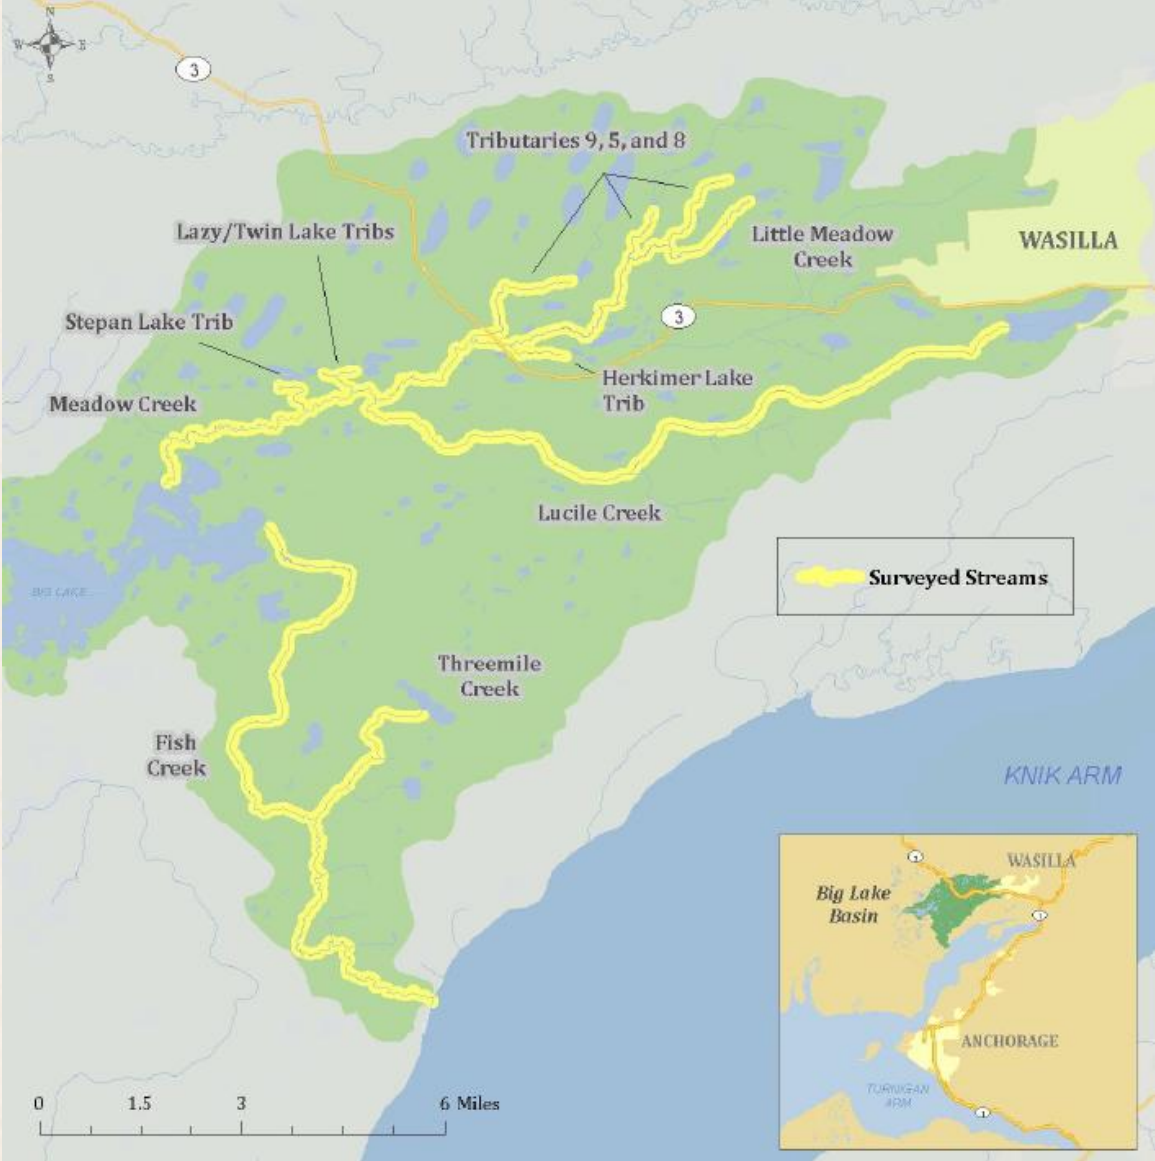 N
W E
S
3
Tributaries 9, 5, and 8
Lazy/Twin Lake Tribs
Little Meadow
Creek
WASILLA
3
Stepan Lake Trib
Herkimer Lake
Trib
Meadow Creek
Lucile Creek
Surveyed Streams
BIG LAKE
Threemile
Creek
Fish
Creek
KNIK ARM
WASILLA
Big Lake
Basin
ANCHORAGE
TURNAGAIN
ARM
1
0 1.5 3 6 Miles